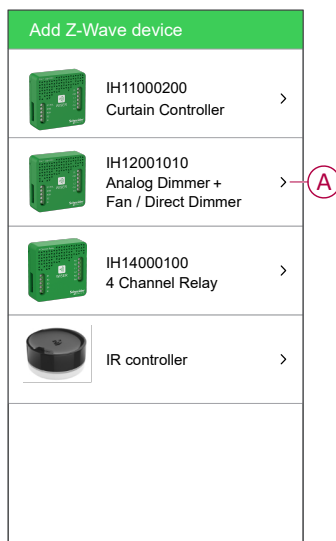 Add Z-Wave device
IH11000200
Curtain Controller
IH12001010
Analog Dimmer +
Fan / Direct Dimmer
A
IH14000100
4 Channel Relay
IR controller